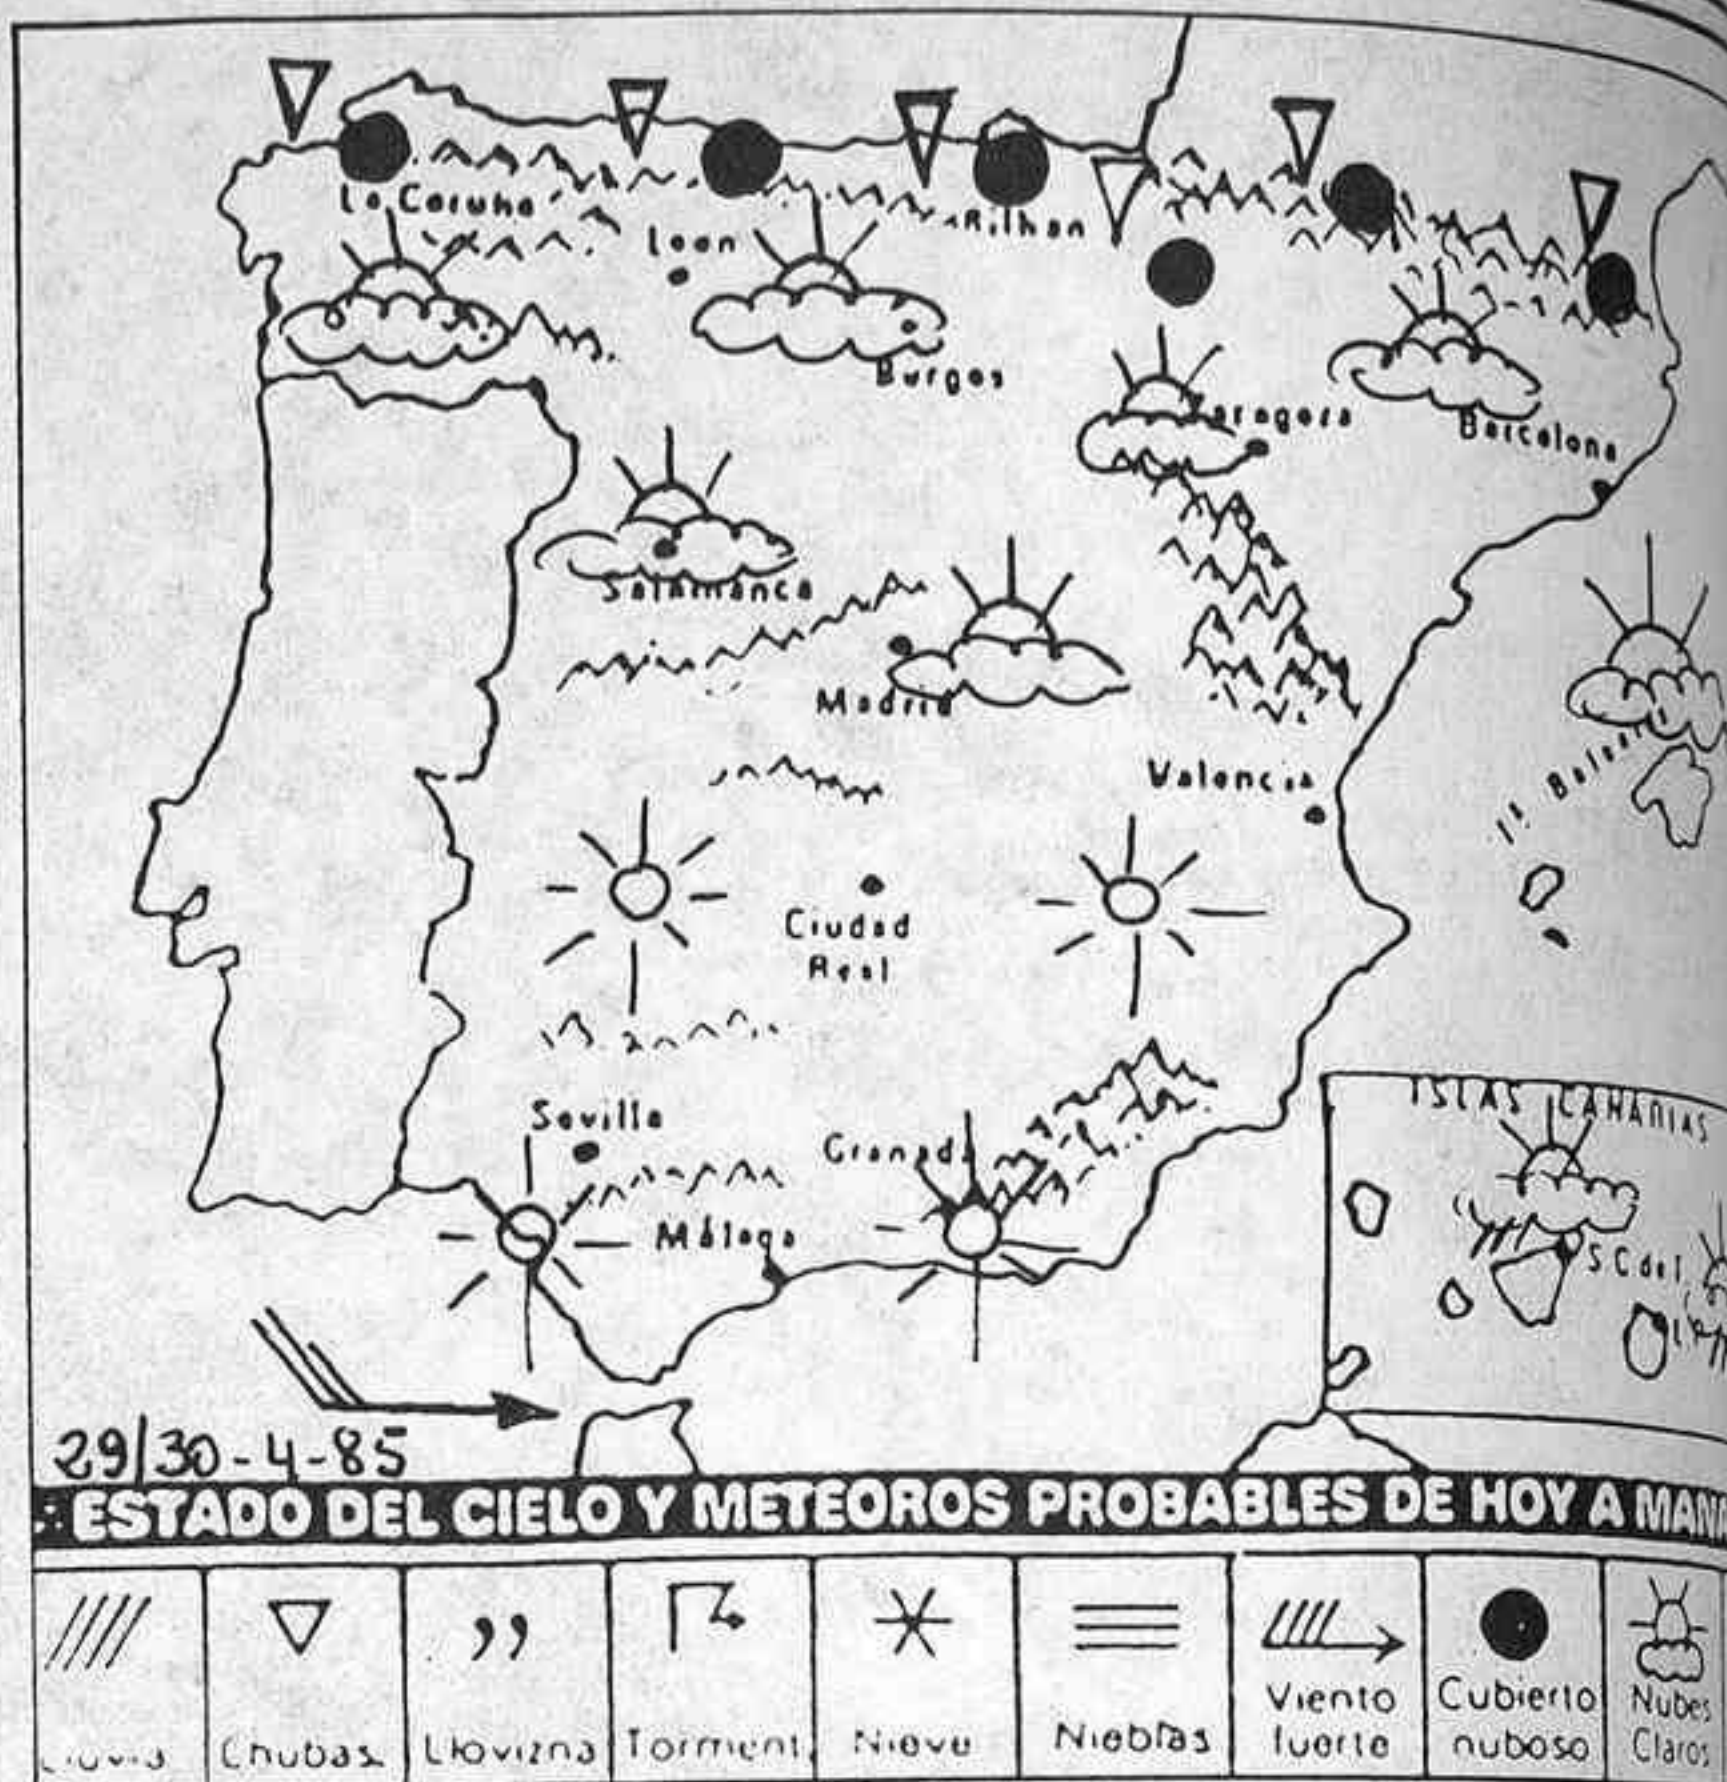 La Coruña
Leon
Bilbao
Burgos
Zaragoza
Barcelona
Salamanca
Madrid
Valencia
Ciudad
Real
Sevilla
Granada
Málaga
ISLAS CANARIAS
29/30-4-85
ESTADO DEL CIELO Y METEOROS PROBABLES DE HOY A MAÑA
Lluvia
Chubas
Llovizna
Torment.
Nieve
Nieblas
Viento
fuerte
Cubierto
nuboso
Nubes
Claros